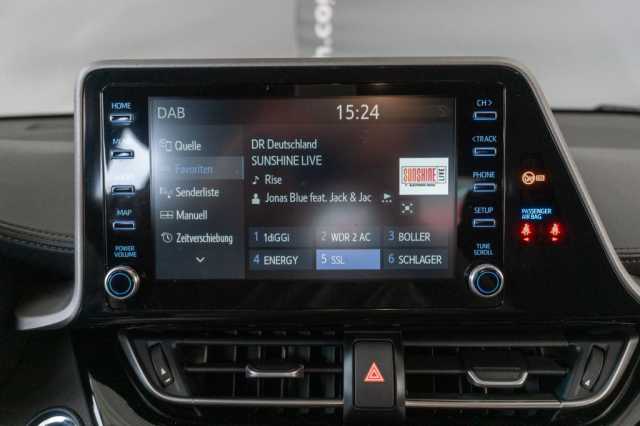 DAB 15:24
HOME
MAP
POWER
VOLUME
Quelle
Favoriten
Senderliste
Manuell
Zeitverschiebung
DR Deutschland
SUNSHINE LIVE
Rise
Jonas Blue feat. Jack & Jac
SUNSHINE
LIVE
1 1diGGi 2 WDR 2 AC 3 BOLLER
4 ENERGY 5 SSL 6 SCHLAGER
CH >
< TRACK
PHONE
SETUP
TUNE
SCROLL
PASSENGER
AIR BAG